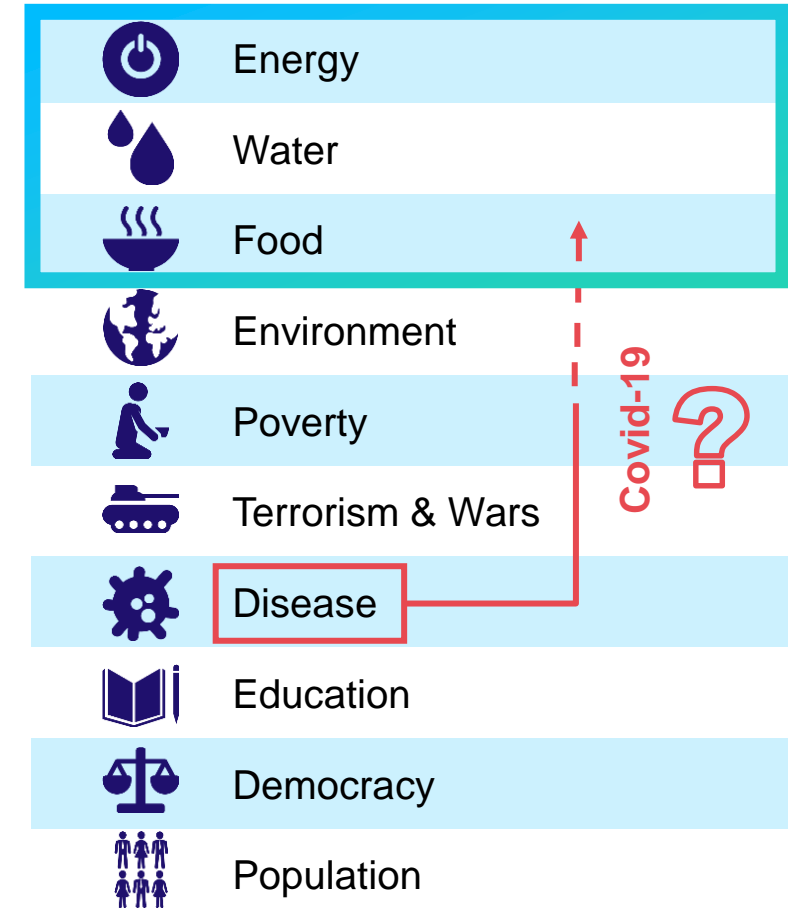 Energy
Water
Food
Environment
Poverty
Terrorism & Wars
Disease
Education
Democracy
Population
Covid-19
?